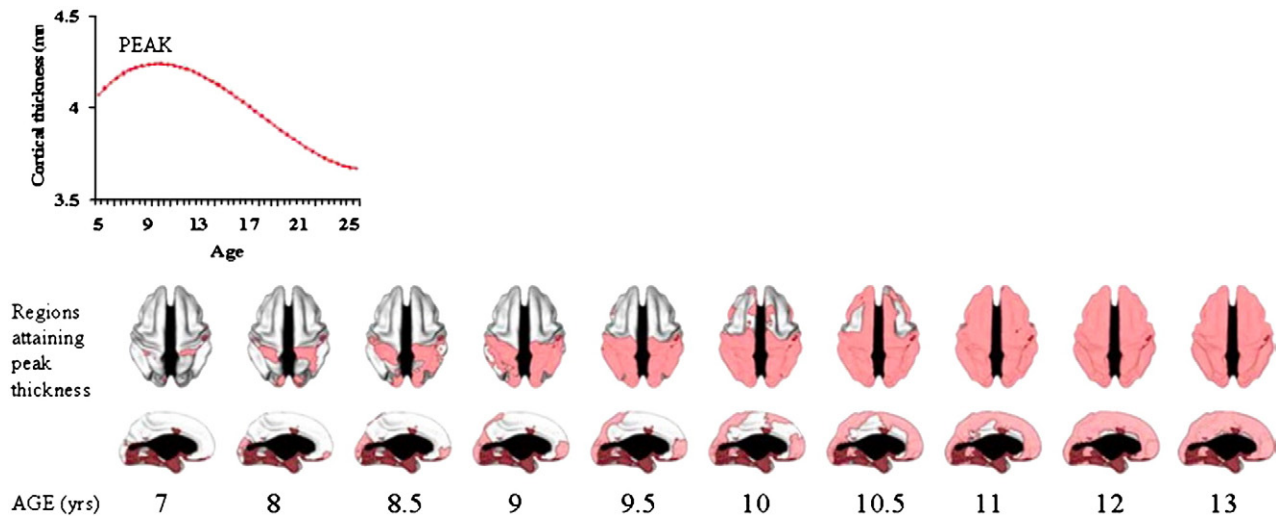 4.5
PEAK
Cortical thickness (mm
4
3.5
5 9 13 17 21 25
Age
Regions
attaining
peak
thickness
AGE (yrs) 7 8 8.5 9 9.5 10 10.5 11 12 13